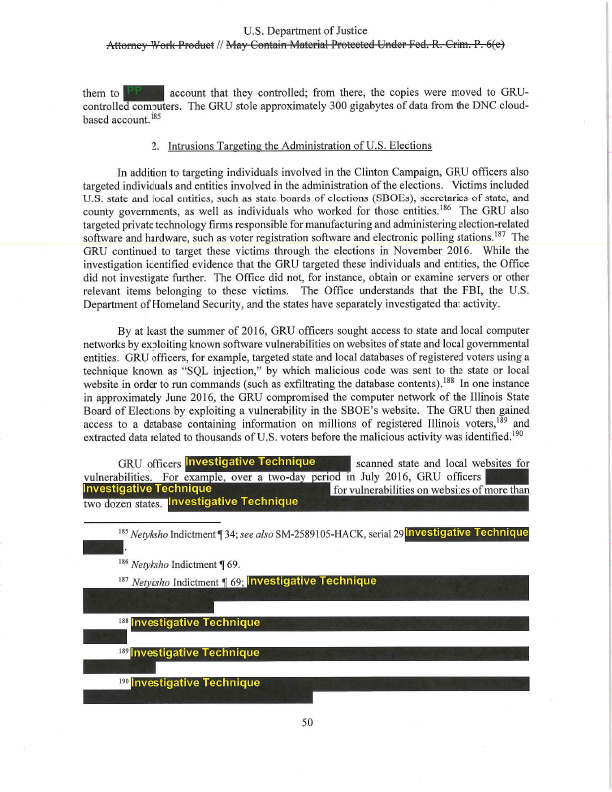 U.S. Department of Justice
Attorney Work Product // May Contain Material Protected Under Fed. R. Crim. P. 6(e)
them to PP account that they controlled; from there, the copies were moved to GRU-
controlled computers. The GRU stole approximately 300 gigabytes of data from the DNC cloud-
based account.185
2. Intrusions Targeting the Administration of U.S. Elections
In addition to targeting individuals involved in the Clinton Campaign, GRU officers also
targeted individuals and entities involved in the administration of the elections. Victims included
U.S. state and local entities, such as state boards of elections (SBOEs), secretaries of state, and
county governments, as well as individuals who worked for those entities.186 The GRU also
targeted private technology firms responsible for manufacturing and administering election-related
software and hardware, such as voter registration software and electronic polling stations.187 The
GRU continued to target these victims through the elections in November 2016. While the
investigation identified evidence that the GRU targeted these individuals and entities, the Office
did not investigate further. The Office did not, for instance, obtain or examine servers or other
relevant items belonging to these victims. The Office understands that the FBI, the U.S.
Department of Homeland Security, and the states have separately investigated that activity.
By at least the summer of 2016, GRU officers sought access to state and local computer
networks by exploiting known software vulnerabilities on websites of state and local governmental
entities. GRU officers, for example, targeted state and local databases of registered voters using a
technique known as “SQL injection,” by which malicious code was sent to the state or local
website in order to run commands (such as exfiltrating the database contents).188 In one instance
in approximately June 2016, the GRU compromised the computer network of the Illinois State
Board of Elections by exploiting a vulnerability in the SBOE’s website. The GRU then gained
access to a database containing information on millions of registered Illinois voters,189 and
extracted data related to thousands of U.S. voters before the malicious activity was identified.190
GRU officers Investigative Technique scanned state and local websites for
vulnerabilities. For example, over a two-day period in July 2016, GRU officers
Investigative Technique for vulnerabilities on websites of more than
two dozen states. Investigative Technique
185 Netyksho Indictment ¶ 34; see also SM-2589105-HACK, serial 29 Investigative Technique
.
186 Netyksho Indictment ¶ 69.
187 Netyksho Indictment ¶ 69; Investigative Technique
188 Investigative Technique
189 Investigative Technique
190 Investigative Technique
50